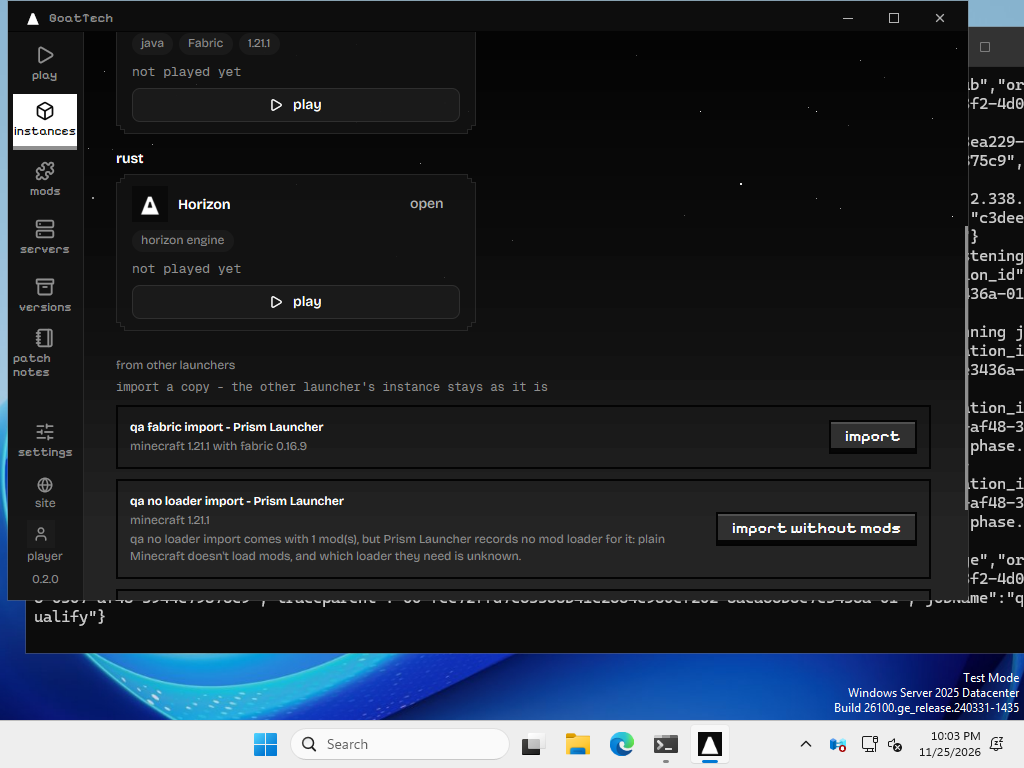 GoatTech
play
instances
mods
servers
versions
patch
notes
settings
site
player
0.2.0
java Fabric 1.21.1
not played yet
play
rust
Horizon open
horizon engine
not played yet
play
from other launchers
import a copy - the other launcher's instance stays as it is
qa fabric import - Prism Launcher
minecraft 1.21.1 with fabric 0.16.9
import
qa no loader import - Prism Launcher
minecraft 1.21.1
qa no loader import comes with 1 mod(s), but Prism Launcher records no mod loader for it: plain
Minecraft doesn't load mods, and which loader they need is unknown.
import without mods
ualify"}
Test Mode
Windows Server 2025 Datacenter
Build 26100.ge_release.240331-1435
Search
10:03 PM
11/25/2026